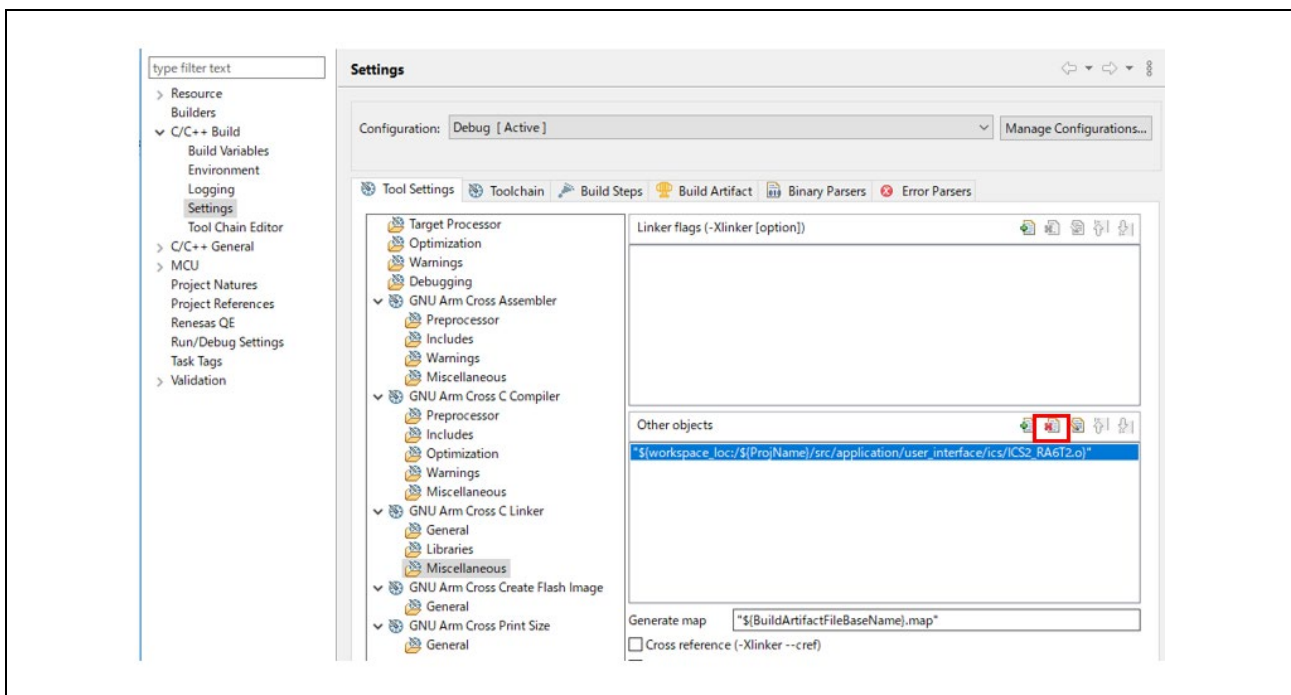 type filter text
Resource
Builders
C/C++ Build
Build Variables
Environment
Logging
Settings
Tool Chain Editor
C/C++ General
MCU
Project Natures
Project References
Renesas QE
Run/Debug Settings
Task Tags
Validation
Settings
Configuration: Debug [ Active ]
Manage Configurations...
Tool Settings Toolchain Build Steps Build Artifact Binary Parsers Error Parsers
Target Processor
Optimization
Warnings
Debugging
GNU Arm Cross Assembler
Preprocessor
Includes
Warnings
Miscellaneous
GNU Arm Cross C Compiler
Preprocessor
Includes
Optimization
Warnings
Miscellaneous
GNU Arm Cross C Linker
General
Libraries
Miscellaneous
GNU Arm Cross Create Flash Image
General
GNU Arm Cross Print Size
General
Linker flags (-Xlinker [option])
Other objects
"${workspace_loc:/${ProjName}/src/application/user_interface/ics/ICS2_RA6T2.o}"
Generate map "${BuildArtifactFileBaseName}.map"
Cross reference (-Xlinker --cref)